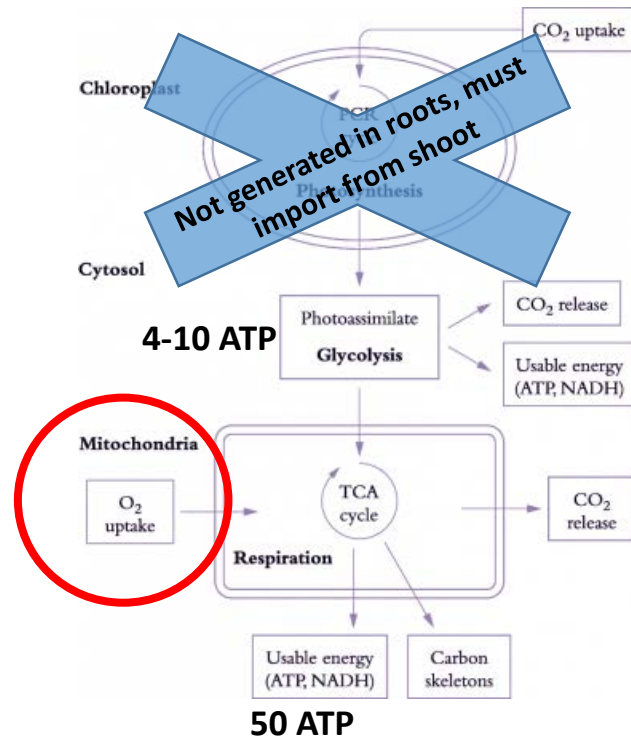 CO₂ uptake
Chloroplast
PCR
Not generated in roots, must
import from shoot
Photosynthesis
Cytosol
4-10 ATP
Photoassimilate
Glycolysis
CO₂ release
Usable energy
(ATP, NADH)
Mitochondria
O₂
uptake
TCA
cycle
CO₂
release
Respiration
Usable energy
(ATP, NADH)
Carbon
skeletons
50 ATP